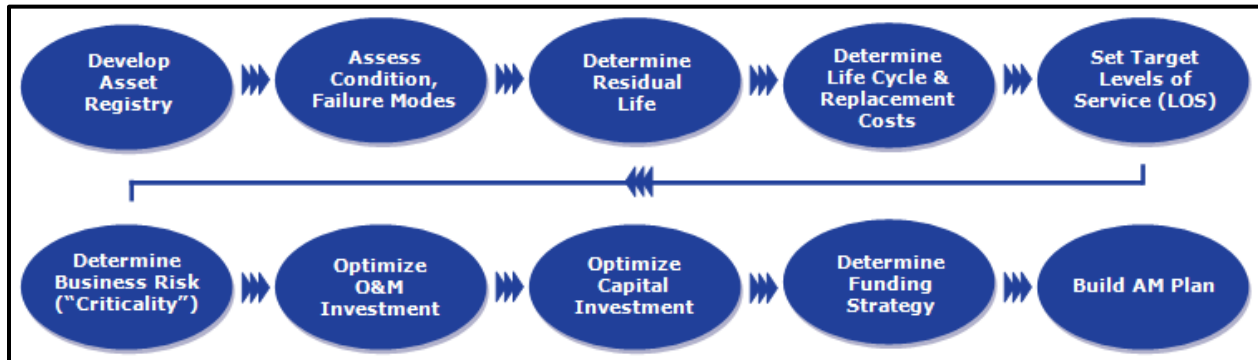 Develop
Asset
Registry
Assess
Condition,
Failure Modes
Determine
Residual
Life
Determine
Life Cycle &
Replacement
Costs
Set Target
Levels of
Service (LOS)
Determine
Business Risk
(“Criticality”)
Optimize
O&M
Investment
Optimize
Capital
Investment
Determine
Funding
Strategy
Build AM Plan